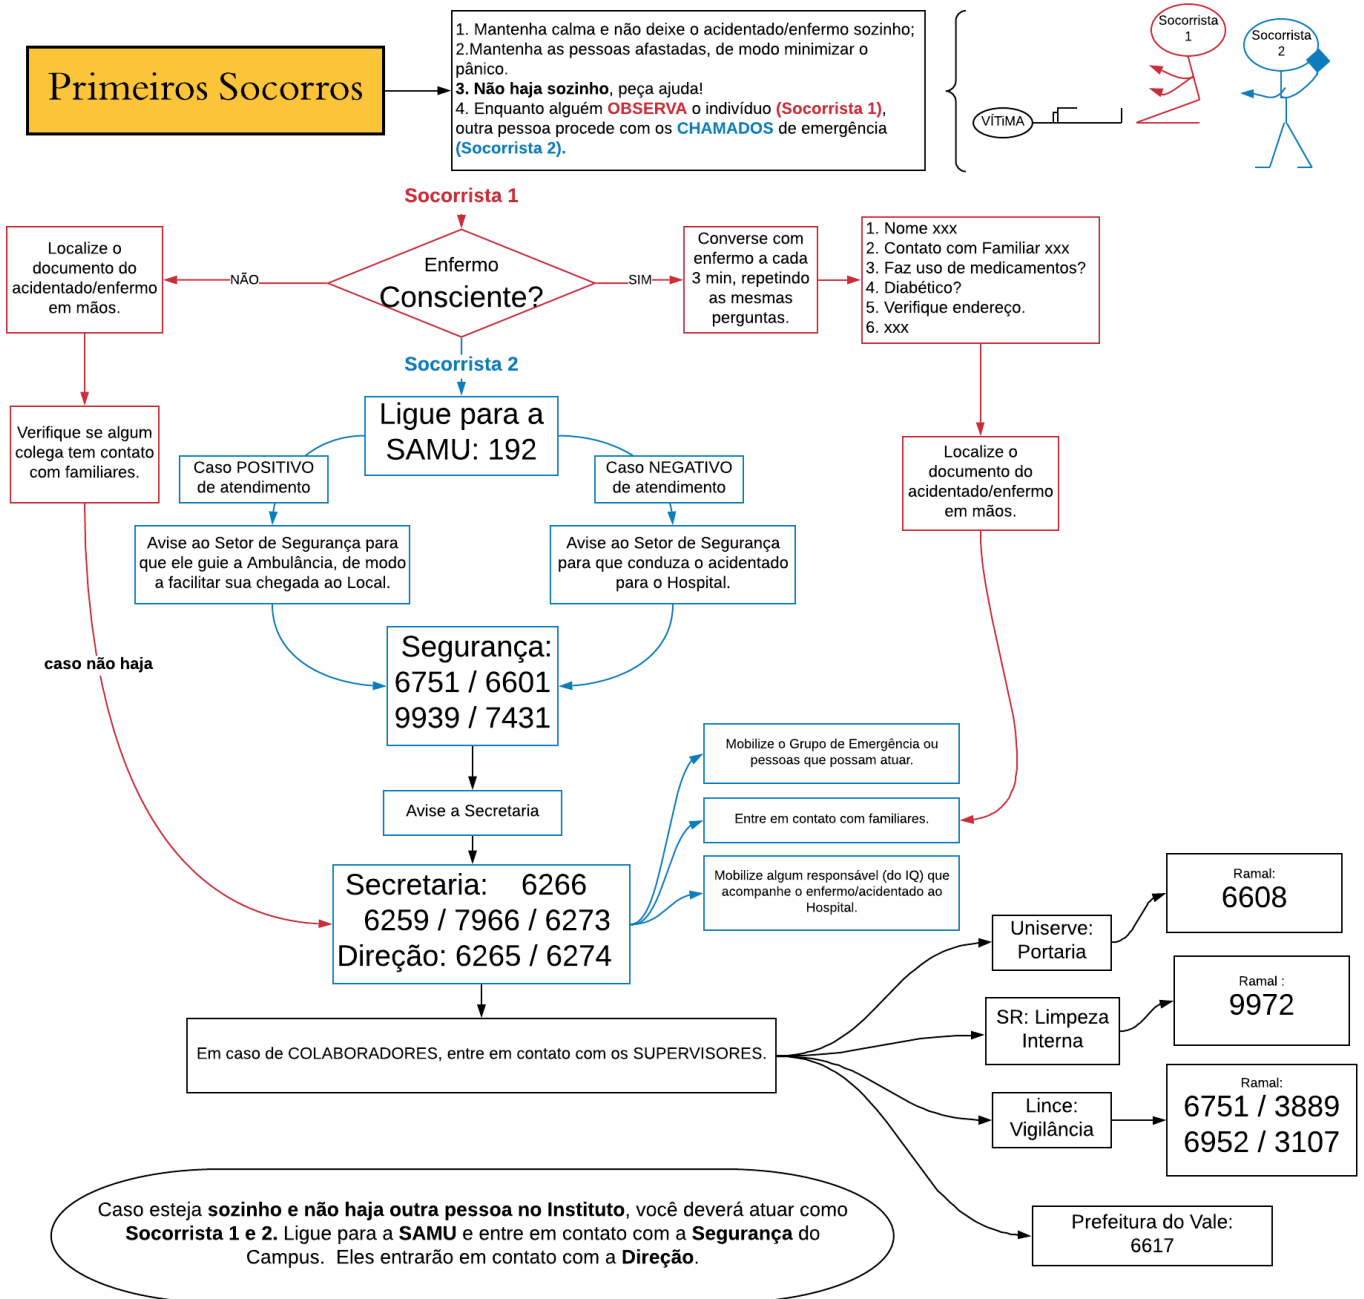 Primeiros Socorros
1. Mantenha calma e não deixe o acidentado/enfermo sozinho;
2.Mantenha as pessoas afastadas, de modo minimizar o
pânico.
3. Não haja sozinho, peça ajuda!
4. Enquanto alguém OBSERVA o indivíduo (Socorrista 1),
outra pessoa procede com os CHAMADOS de emergência
(Socorrista 2).
Socorrista
1
Socorrista
2
VÍTiMA
Socorrista 1
Enfermo
Consciente?
NÃO
SIM
Localize o
documento do
acidentado/enfermo
em mãos.
Converse com
enfermo a cada
3 min, repetindo
as mesmas
perguntas.
1. Nome xxx
2. Contato com Familiar xxx
3. Faz uso de medicamentos?
4. Diabético?
5. Verifique endereço.
6. xxx
Socorrista 2
Ligue para a
SAMU: 192
Verifique se algum
colega tem contato
com familiares.
Caso POSITIVO
de atendimento
Caso NEGATIVO
de atendimento
Localize o
documento do
acidentado/enfermo
em mãos.
Avise ao Setor de Segurança para
que ele guie a Ambulância, de modo
a facilitar sua chegada ao Local.
Avise ao Setor de Segurança
para que conduza o acidentado
para o Hospital.
caso não haja
Segurança:
6751 / 6601
9939 / 7431
Avise a Secretaria
Mobilize o Grupo de Emergência ou
pessoas que possam atuar.
Entre em contato com familiares.
Mobilize algum responsável (do IQ) que
acompanhe o enfermo/acidentado ao
Hospital.
Secretaria: 6266
6259 / 7966 / 6273
Direção: 6265 / 6274
Em caso de COLABORADORES, entre em contato com os SUPERVISORES.
Uniserve:
Portaria
Ramal:
6608
SR: Limpeza
Interna
Ramal :
9972
Lince:
Vigilância
Ramal:
6751 / 3889
6952 / 3107
Prefeitura do Vale:
6617
Caso esteja sozinho e não haja outra pessoa no Instituto, você deverá atuar como
Socorrista 1 e 2. Ligue para a SAMU e entre em contato com a Segurança do
Campus. Eles entrarão em contato com a Direção.